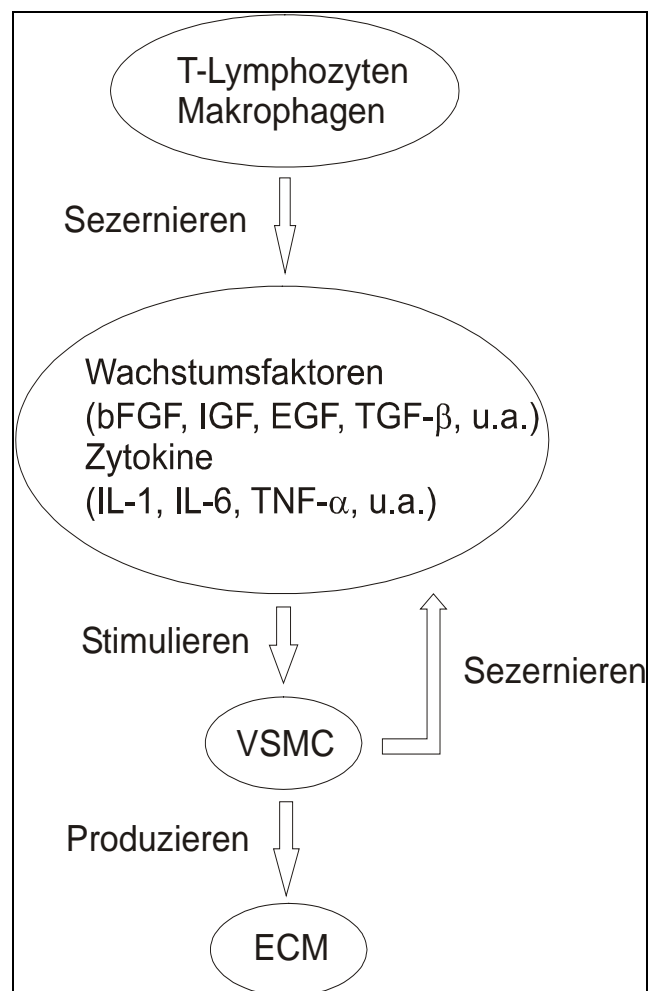 T-Lymphozyten
Makrophagen
Sezernieren
Wachstumsfaktoren
(bFGF, IGF, EGF, TGF-β, u.a.)
Zytokine
(IL-1, IL-6, TNF-α, u.a.)
Stimulieren
Sezernieren
VSMC
Produzieren
ECM